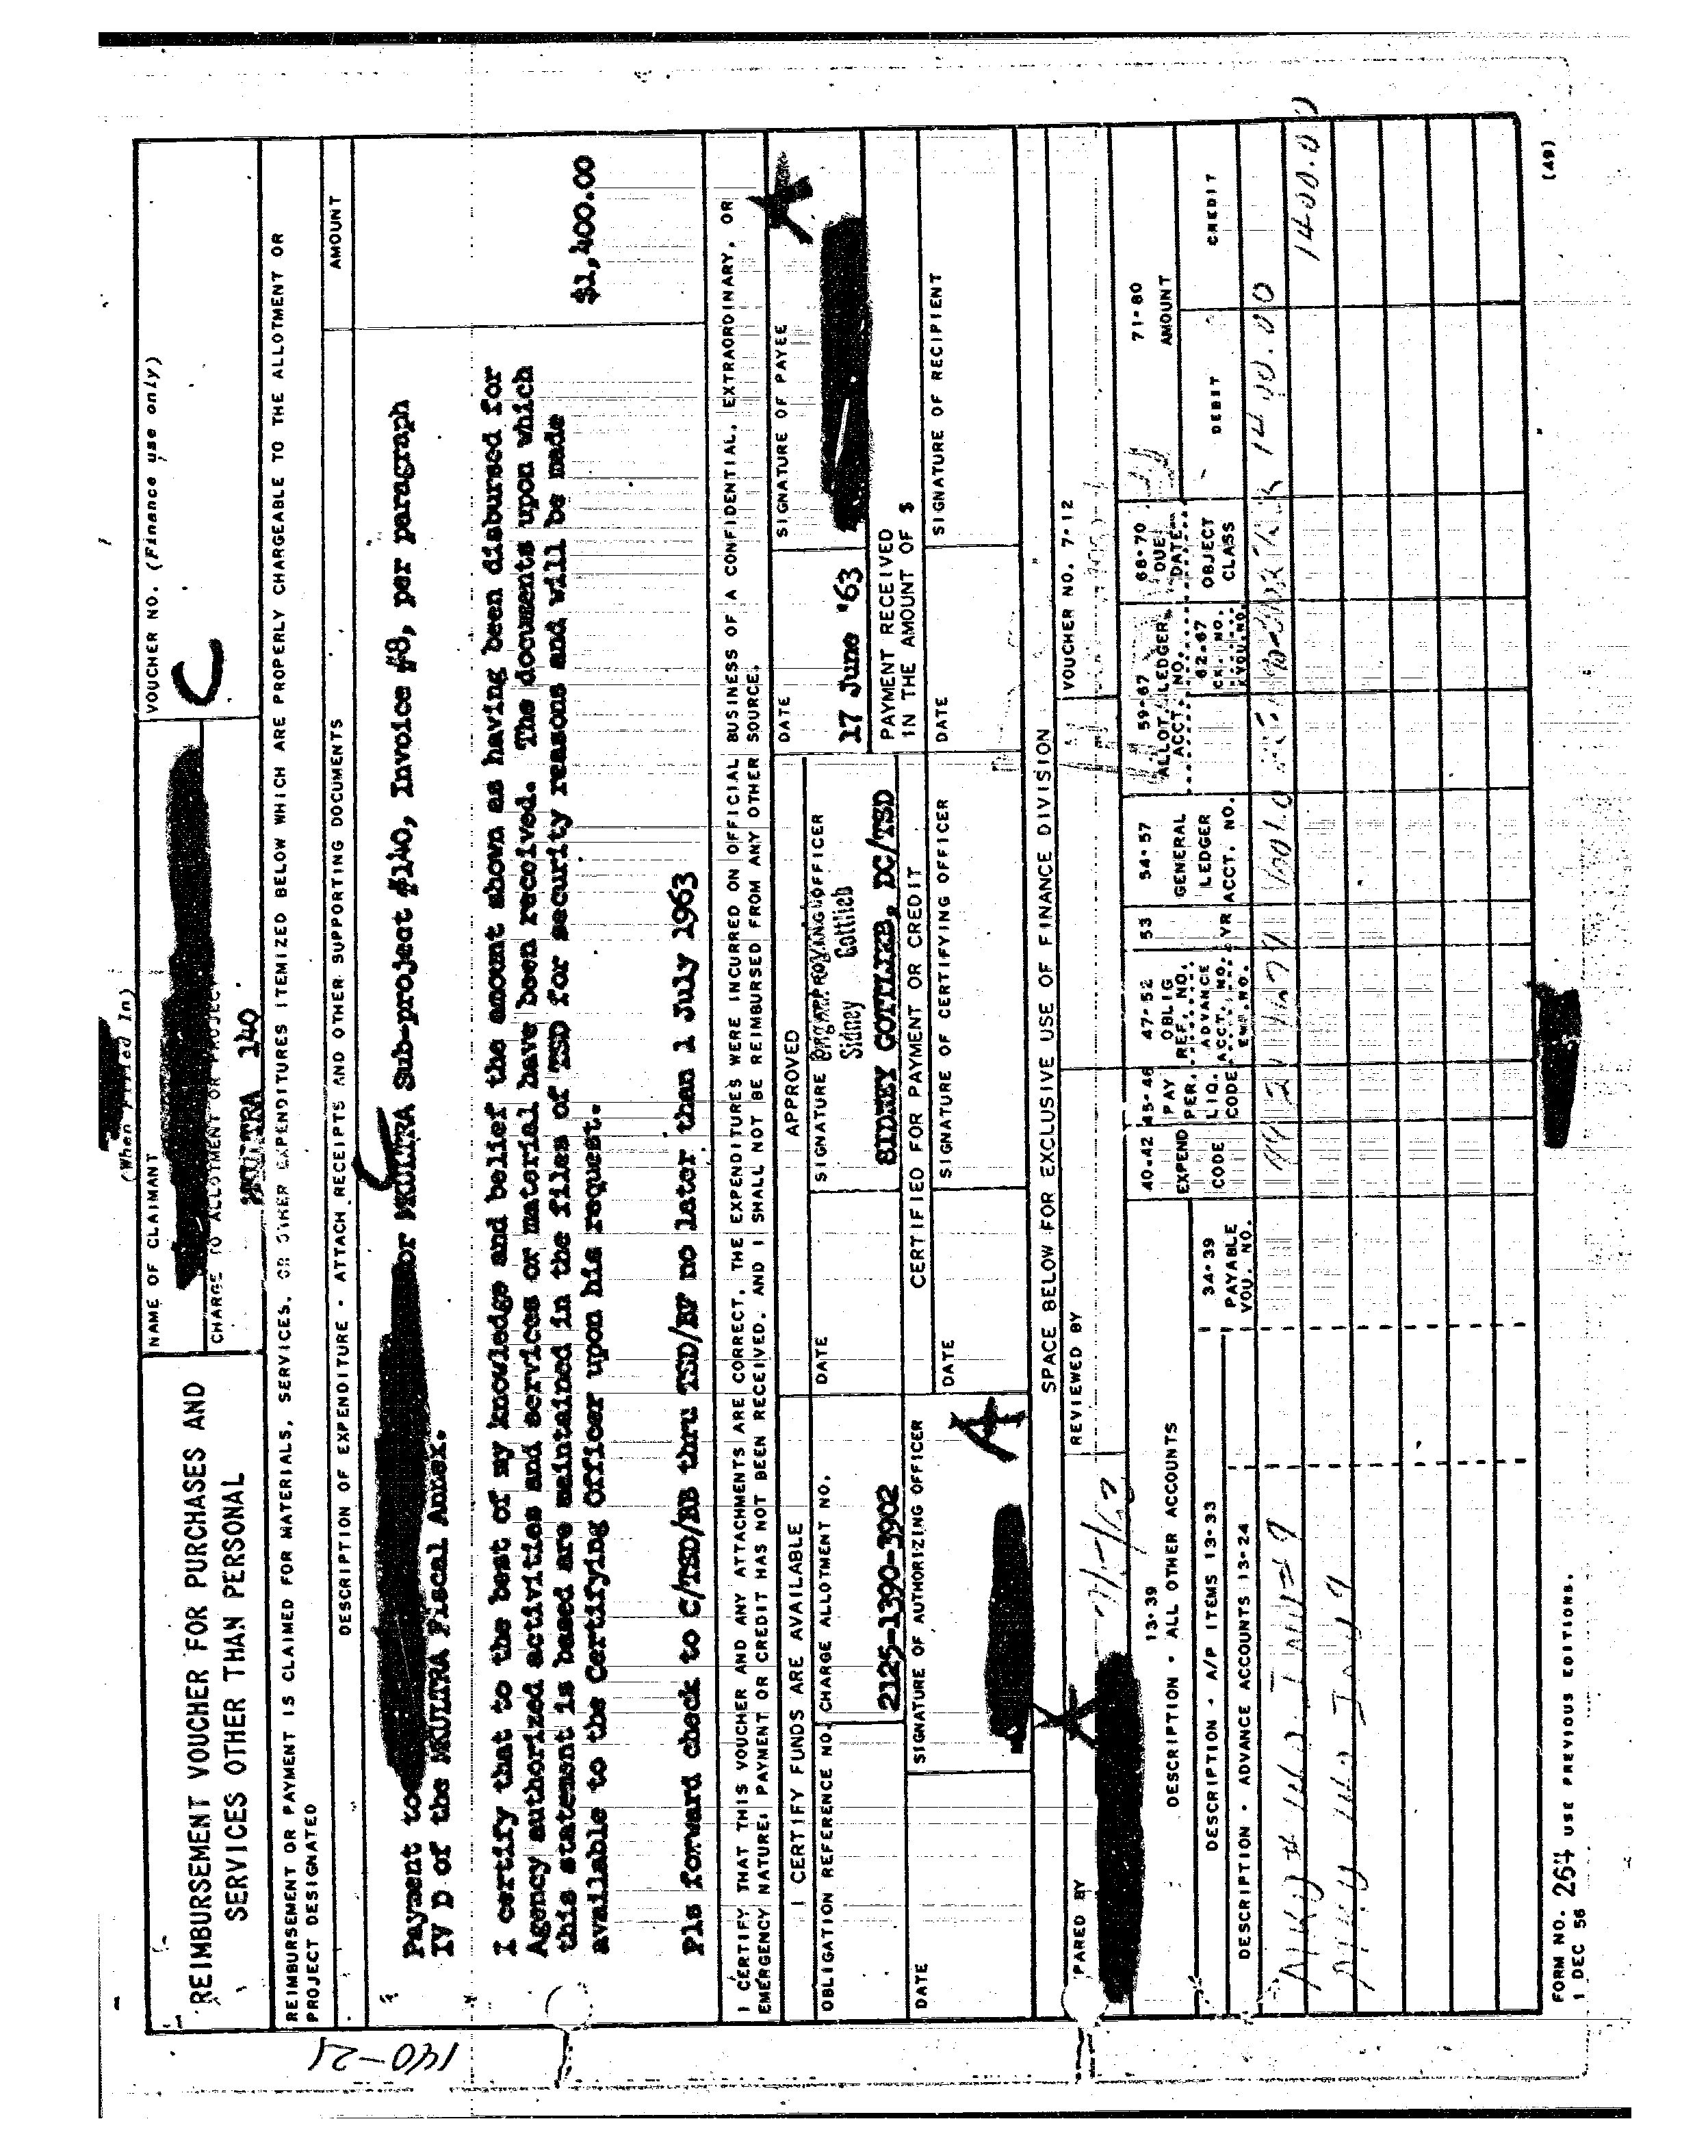 140-21
(When Filled In)
REIMBURSEMENT VOUCHER FOR PURCHASES AND
SERVICES OTHER THAN PERSONAL
NAME OF CLAIMANT
CHARGE TO ALLOTMENT OR PROJECT
MKULTRA 140
VOUCHER NO. (Finance use only)
C
REIMBURSEMENT OR PAYMENT IS CLAIMED FOR MATERIALS, SERVICES, OR OTHER EXPENDITURES ITEMIZED BELOW WHICH ARE PROPERLY CHARGEABLE TO THE ALLOTMENT OR
PROJECT DESIGNATED
DESCRIPTION OF EXPENDITURE - ATTACH RECEIPTS AND OTHER SUPPORTING DOCUMENTS
AMOUNT
C
Payment to for MKULTRA Sub-project #140, Invoice #8, per paragraph
IV D of the MKULTRA Fiscal Annex.
I certify that to the best of my knowledge and belief the amount shown as having been disbursed for
Agency authorized activities and services or material have been received. The documents upon which
this statement is based are maintained in the files of TSD for security reasons and will be made
available to the Certifying Officer upon his request.
$1,400.00
Pls forward check to C/TSD/BB thru TSD/BF no later than 1 July 1963
I CERTIFY THAT THIS VOUCHER AND ANY ATTACHMENTS ARE CORRECT, THE EXPENDITURES WERE INCURRED ON OFFICIAL BUSINESS OF A CONFIDENTIAL, EXTRAORDINARY, OR
EMERGENCY NATURE; PAYMENT OR CREDIT HAS NOT BEEN RECEIVED, AND I SHALL NOT BE REIMBURSED FROM ANY OTHER SOURCE.
I CERTIFY FUNDS ARE AVAILABLE
APPROVED
DATE
17 June '63
SIGNATURE OF PAYEE
OBLIGATION REFERENCE NO.
CHARGE ALLOTMENT NO.
2125-1390-3902
DATE
SIGNATURE OF APPROVING OFFICER
Sidney Gottlieb
SIDNEY GOTTLIEB, DC/TSD
PAYMENT RECEIVED
IN THE AMOUNT OF $
DATE
SIGNATURE OF AUTHORIZING OFFICER
A
CERTIFIED FOR PAYMENT OR CREDIT
DATE
SIGNATURE OF CERTIFYING OFFICER
DATE
SIGNATURE OF RECIPIENT
SPACE BELOW FOR EXCLUSIVE USE OF FINANCE DIVISION
PARED BY
REVIEWED BY
VOUCHER NO. 7-12
13-39
DESCRIPTION - ALL OTHER ACCOUNTS
DESCRIPTION - A/P ITEMS 13-33
DESCRIPTION - ADVANCE ACCOUNTS 13-24
34-39
PAYABLE
VOU. NO.
40-42
EXPEND
CODE
45-46
PAY
PER.
LIQ.
CODE
47-52
OBLIG
REF. NO.
ADVANCE
ACCT. NO.
EMP. NO.
53
YR
54-57
GENERAL
LEDGER
ACCT. NO.
59-67
ALLOT. LEDGER
ACCT. NO.
62-67
CK. NO.
VOU. NO.
68-70
DUE
DATE
OBJECT
CLASS
71-80
AMOUNT
DEBIT
CREDIT
1400.00
1400.00
FORM NO. 264 USE PREVIOUS EDITIONS.
1 DEC 56
(49)